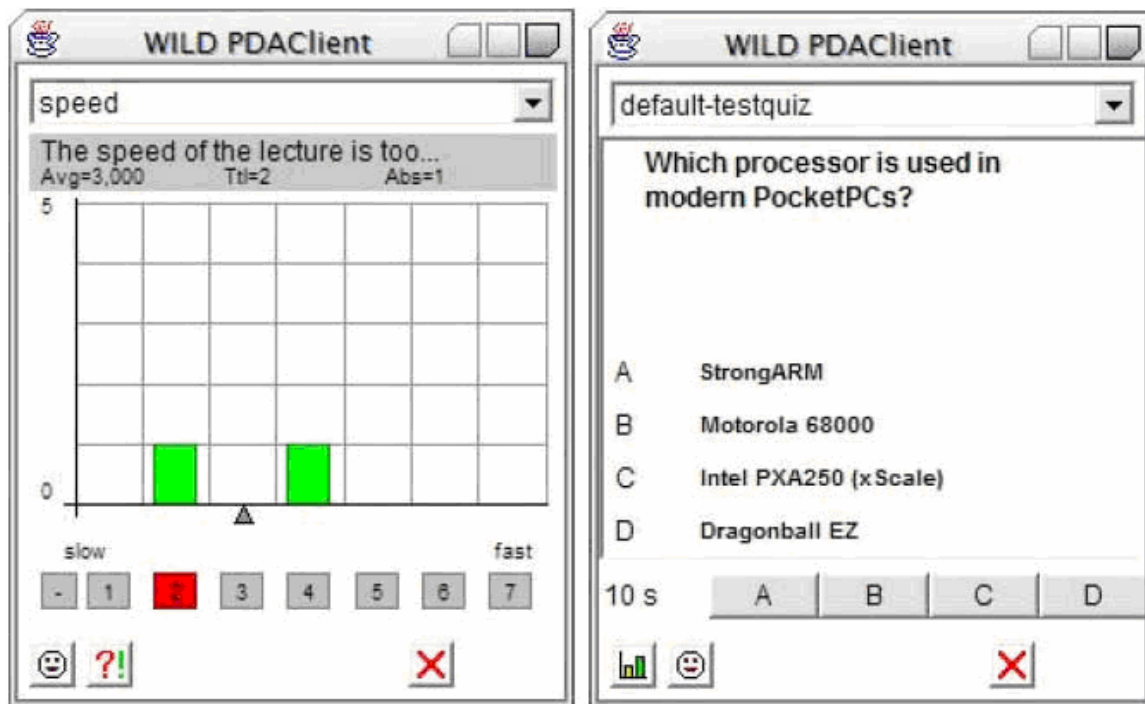 WILD PDAClient
speed
The speed of the lecture is too...
Avg=3,000 Ttl=2 Abs=1
5
0
slow fast
- 1 2 3 4 5 6 7
?!
WILD PDAClient
default-testquiz
Which processor is used in
modern PocketPCs?
A StrongARM
B Motorola 68000
C Intel PXA250 (xScale)
D Dragonball EZ
10 s A B C D